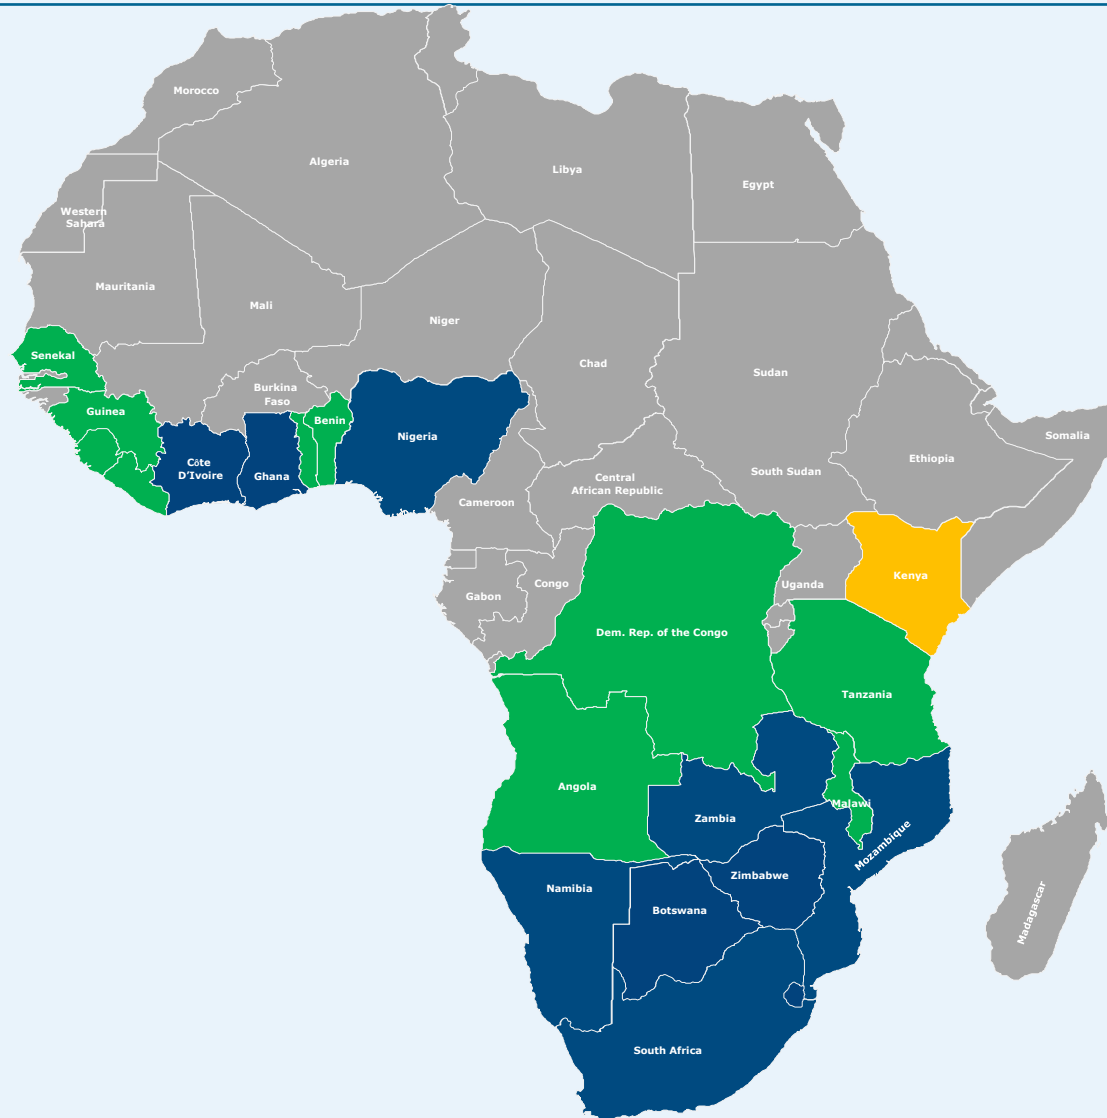 Morocco
Algeria
Libya
Egypt
Western
Sahara
Mauritania
Mali
Niger
Chad
Sudan
Senekal
Burkina
Faso
Guinea
Benin
Nigeria
Côte
D'Ivoire
Ghana
Cameroon
Central
African Republic
South Sudan
Ethiopia
Somalia
Gabon
Congo
Uganda
Kenya
Dem. Rep. of the Congo
Tanzania
Angola
Zambia
Malawi
Mozambique
Namibia
Zimbabwe
Botswana
Madagascar
South Africa